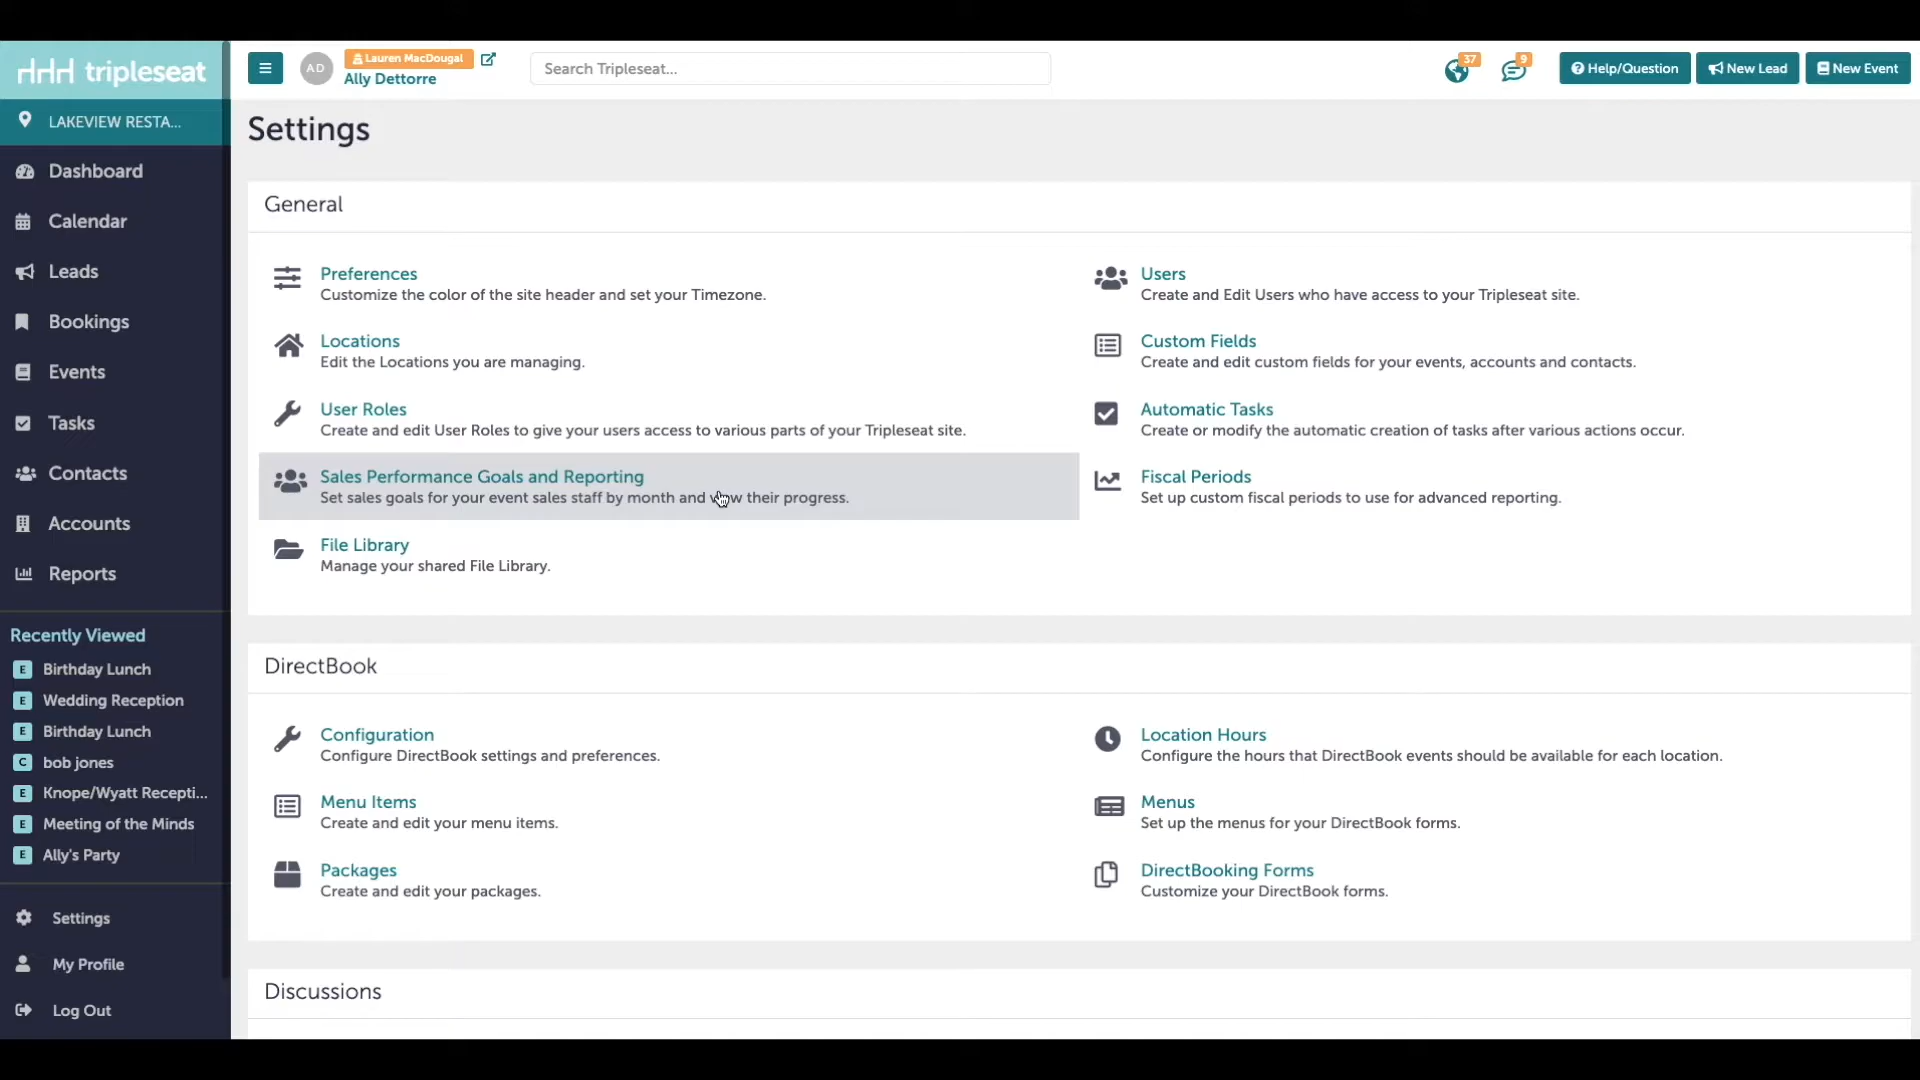 tripleseat
AD
Lauren MacDougal
Ally Dettorre
Search Tripleseat...
37
9
Help/Question
New Lead
New Event
LAKEVIEW RESTA...
Dashboard
Calendar
Leads
Bookings
Events
Tasks
Contacts
Accounts
Reports
Recently Viewed
E Birthday Lunch
E Wedding Reception
E Birthday Lunch
C bob jones
E Knope/Wyatt Recepti...
E Meeting of the Minds
E Ally's Party
Settings
My Profile
Log Out
Settings
General
Preferences
Customize the color of the site header and set your Timezone.
Users
Create and Edit Users who have access to your Tripleseat site.
Locations
Edit the Locations you are managing.
Custom Fields
Create and edit custom fields for your events, accounts and contacts.
User Roles
Create and edit User Roles to give your users access to various parts of your Tripleseat site.
Automatic Tasks
Create or modify the automatic creation of tasks after various actions occur.
Sales Performance Goals and Reporting
Set sales goals for your event sales staff by month and view their progress.
Fiscal Periods
Set up custom fiscal periods to use for advanced reporting.
File Library
Manage your shared File Library.
DirectBook
Configuration
Configure DirectBook settings and preferences.
Location Hours
Configure the hours that DirectBook events should be available for each location.
Menu Items
Create and edit your menu items.
Menus
Set up the menus for your DirectBook forms.
Packages
Create and edit your packages.
DirectBooking Forms
Customize your DirectBook forms.
Discussions